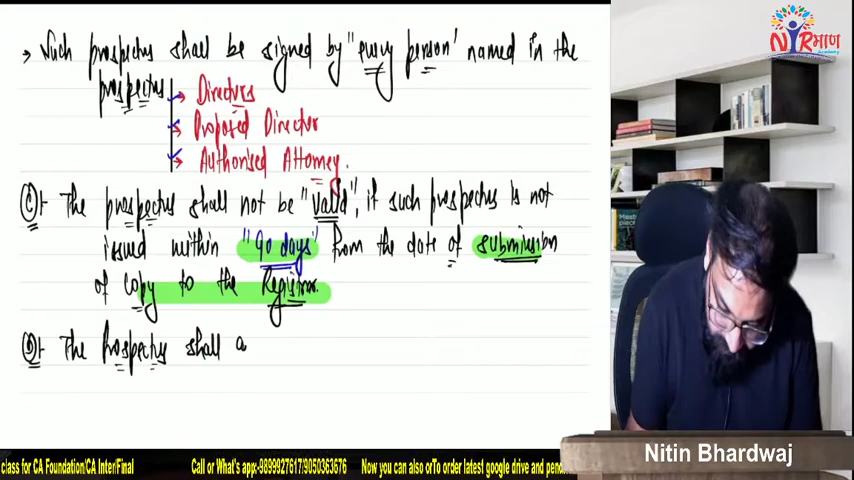 → Such prospectus shall be signed by "every person" named in the
prospectus → Directors
→ Proposed Director
→ Authorised Attorney.
(C) → The prospectus shall not be "valid", if such prospectus is not
issued within "90 days" from the date of submission
of copy to the Registrar.
(D) → The Prospectus shall a
NIRमाण
Academy
Nitin Bhardwaj
class for CA Foundation/CA Inter/Final Call or What's app:-9899927617/9050363676 Now you can also orTo order latest google drive and pend